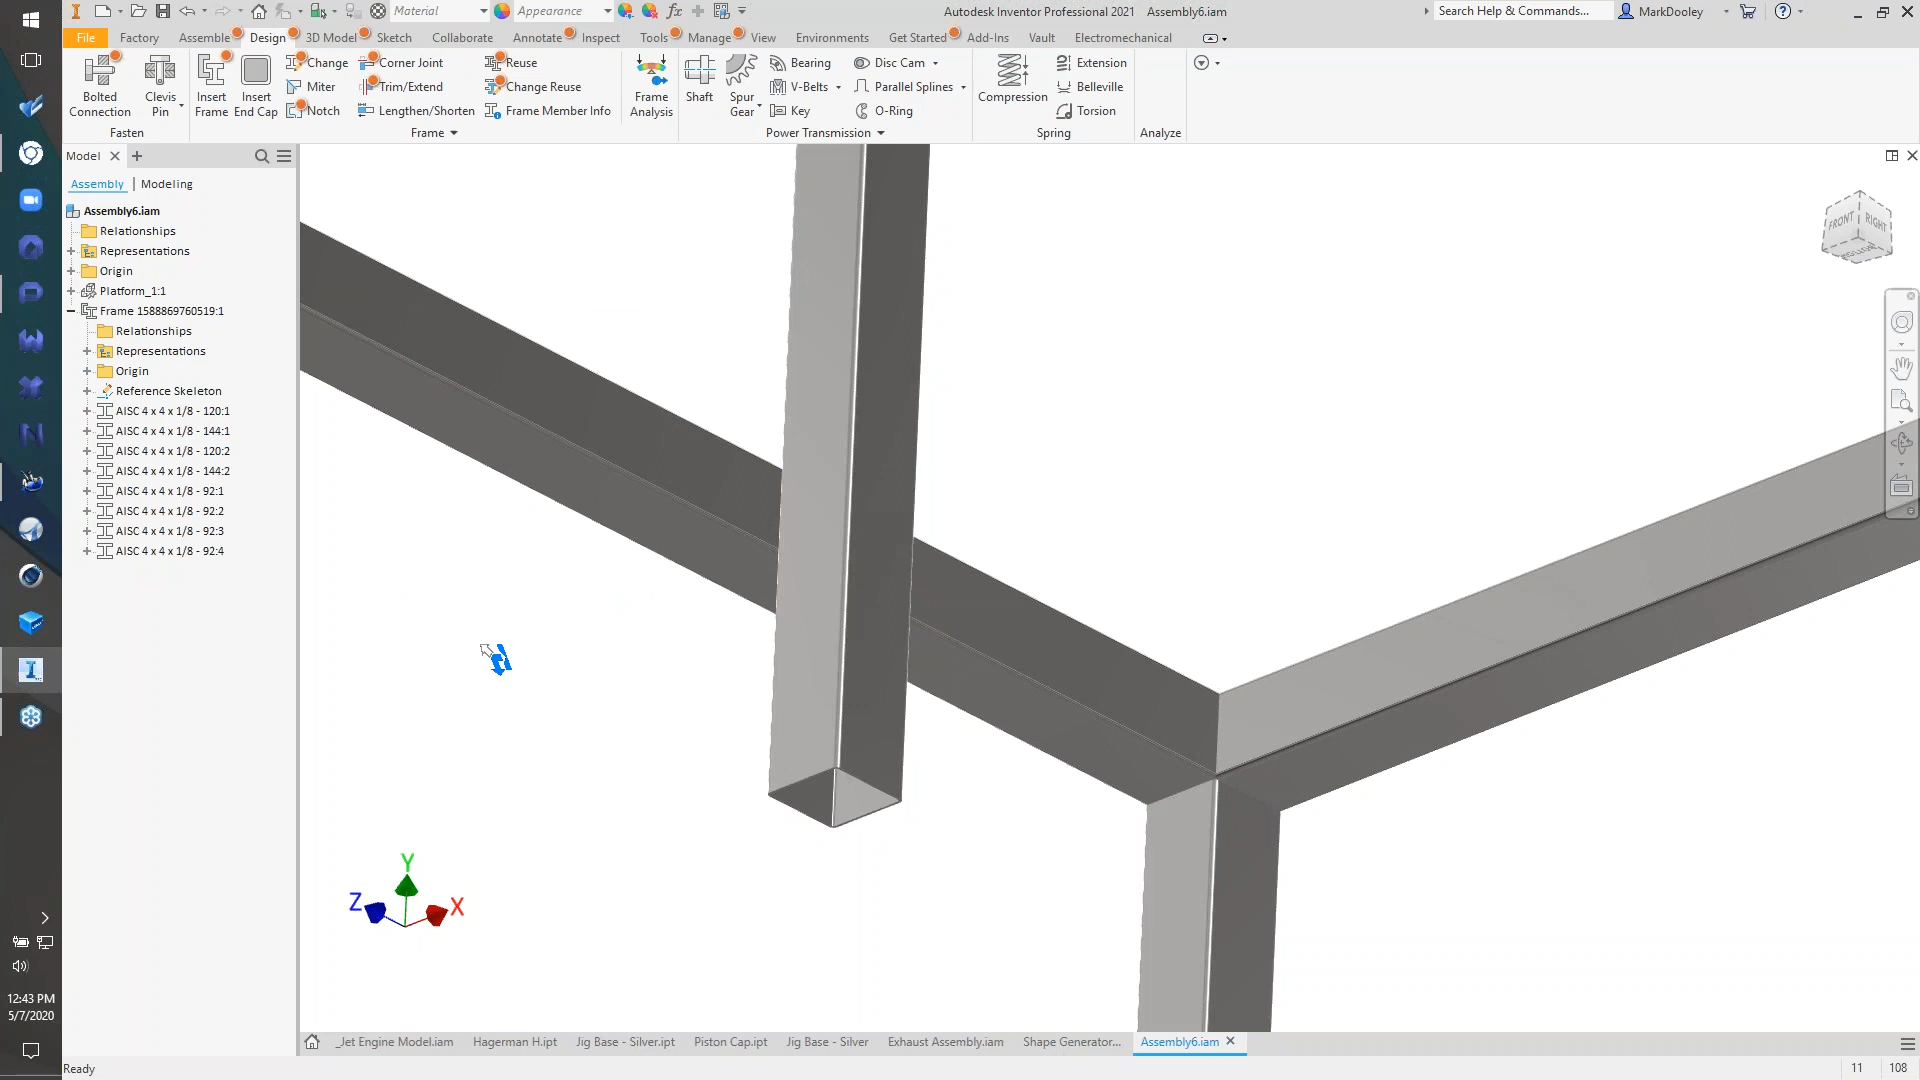 Material
Appearance
fx
Autodesk Inventor Professional 2021 Assembly6.iam
Search Help & Commands...
MarkDooley
File Factory Assemble Design 3D Model Sketch Collaborate Annotate Inspect Tools Manage View Environments Get Started Add-Ins Vault Electromechanical
Bolted Connection
Clevis Pin
Fasten
Insert Frame
Insert End Cap
Change
Miter
Notch
Corner Joint
Trim/Extend
Lengthen/Shorten
Reuse
Change Reuse
Frame Member Info
Frame
Frame Analysis
Shaft
Spur Gear
Bearing
V-Belts
Key
Disc Cam
Parallel Splines
O-Ring
Power Transmission
Compression
Extension
Belleville
Torsion
Spring
Analyze
Model
Assembly | Modeling
Assembly6.iam
Relationships
Representations
Origin
Platform_1:1
Frame 1588869760519:1
Relationships
Representations
Origin
Reference Skeleton
AISC 4 x 4 x 1/8 - 120:1
AISC 4 x 4 x 1/8 - 144:1
AISC 4 x 4 x 1/8 - 120:2
AISC 4 x 4 x 1/8 - 144:2
AISC 4 x 4 x 1/8 - 92:1
AISC 4 x 4 x 1/8 - 92:2
AISC 4 x 4 x 1/8 - 92:3
AISC 4 x 4 x 1/8 - 92:4
FRONT RIGHT
Y
Z
X
12:43 PM
5/7/2020
_Jet Engine Model.iam Hagerman H.ipt Jig Base - Silver.ipt Piston Cap.ipt Jig Base - Silver Exhaust Assembly.iam Shape Generator... Assembly6.iam
Ready
11 108